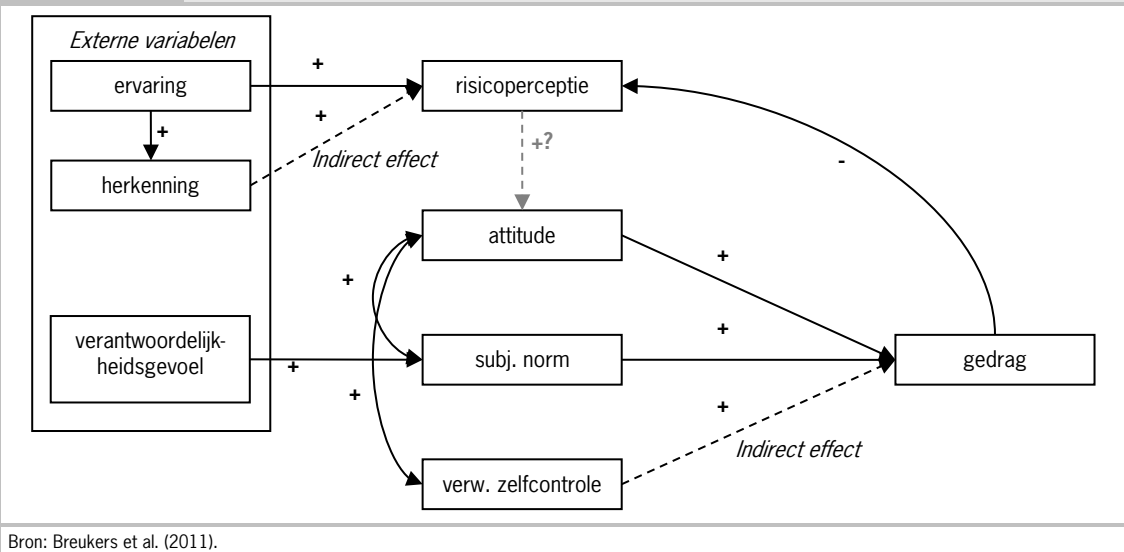 Externe variabelen
ervaring
+
risicoperceptie
+
+
Indirect effect
+?
-
herkenning
attitude
+
+
verantwoordelijk-
heidsgevoel
+
+
subj. norm
gedrag
+
+
Indirect effect
verw. zelfcontrole
Bron: Breukers et al. (2011).